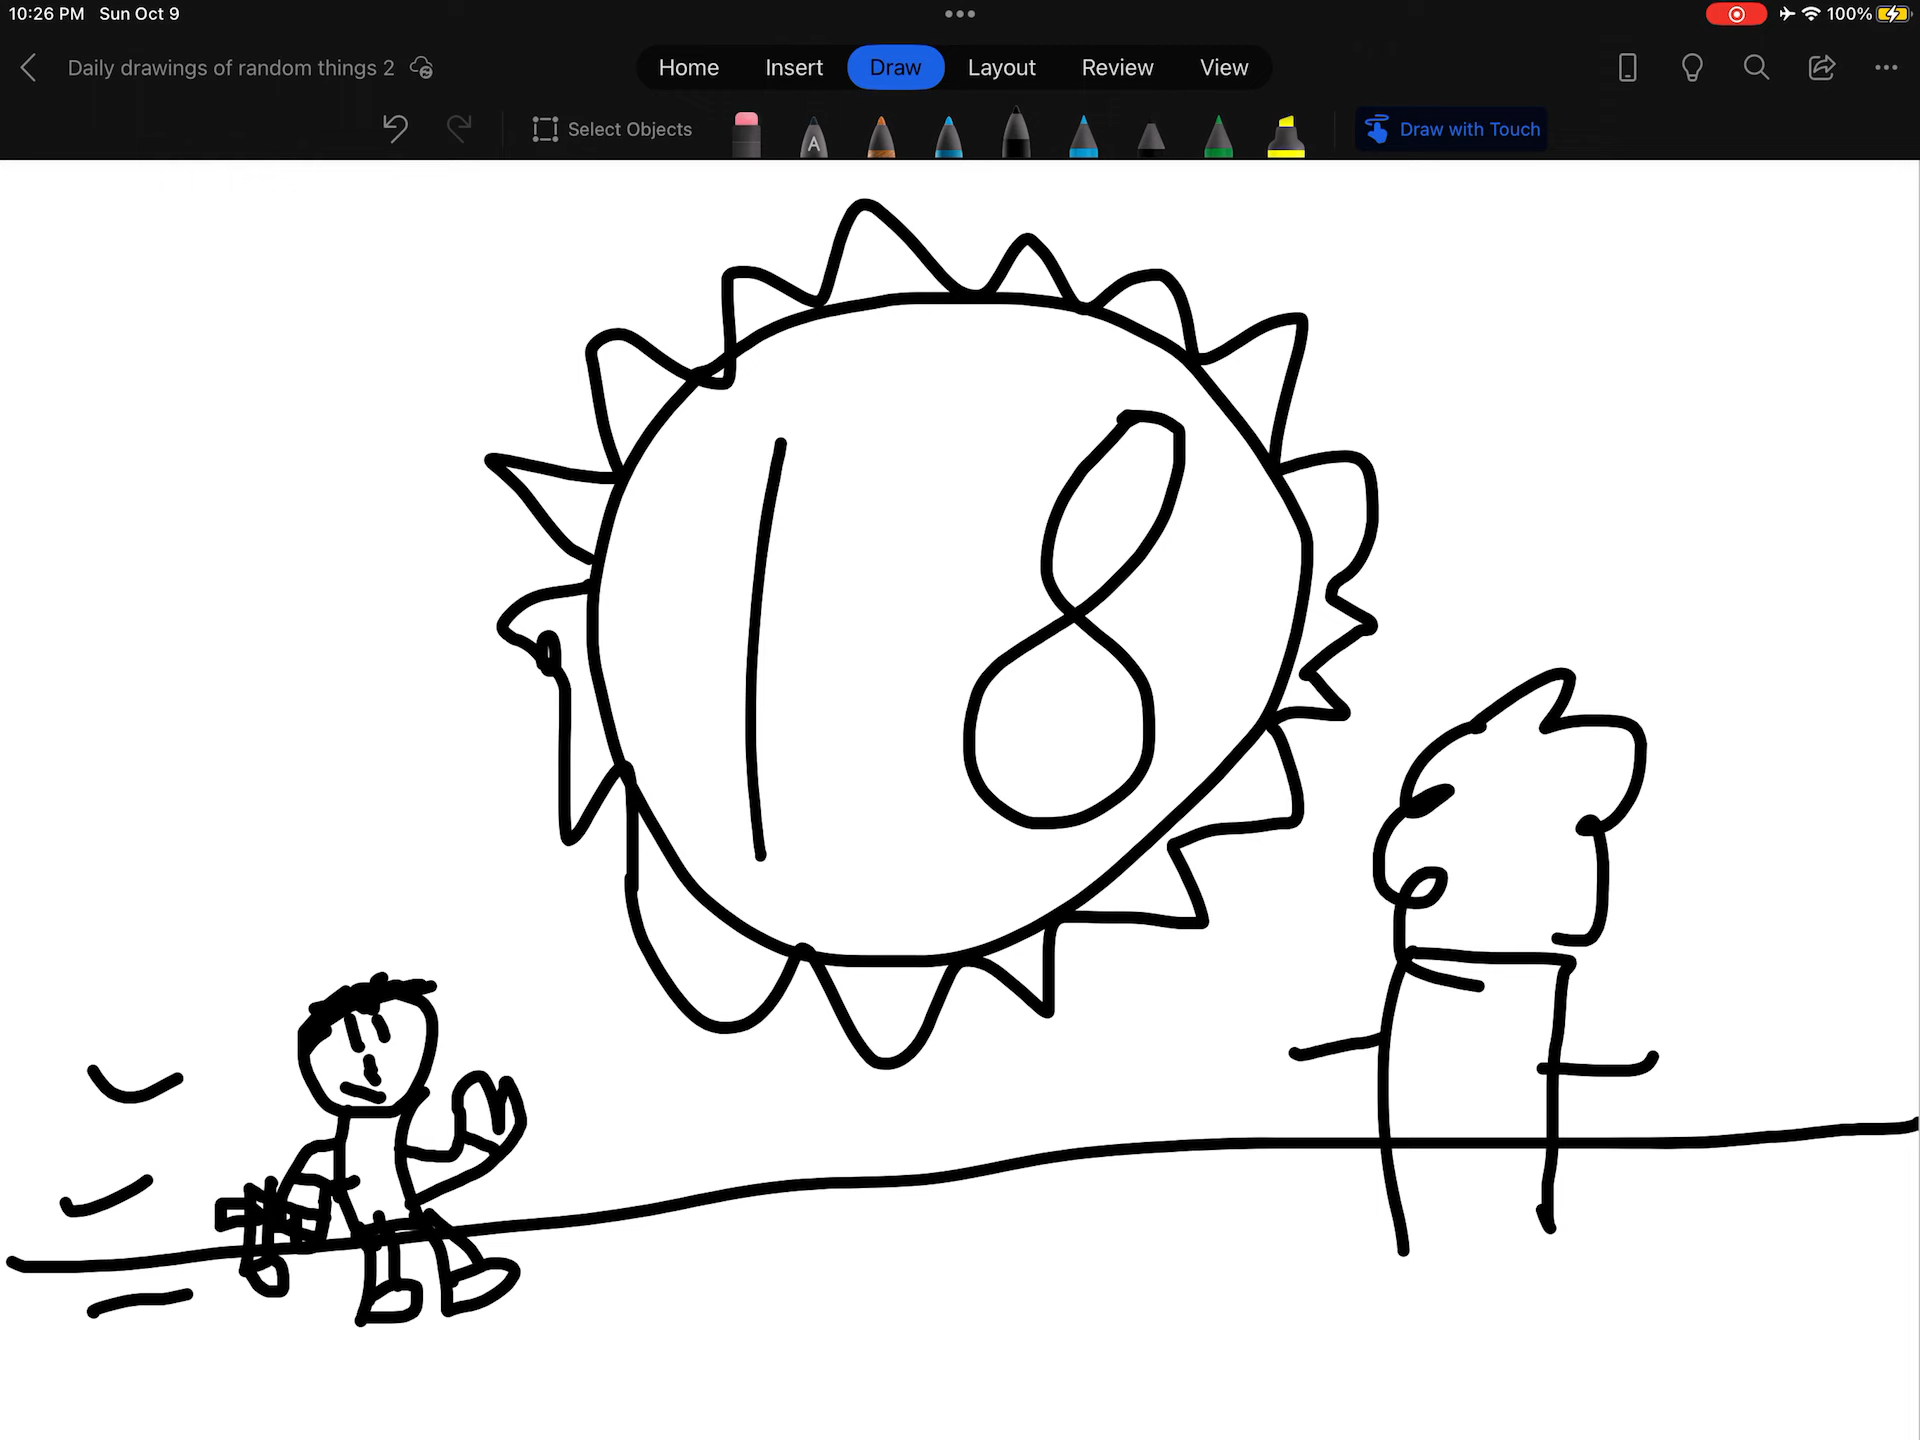 10:26 PM Sun Oct 9 100%
Daily drawings of random things 2 Home Insert Draw Layout Review View
Select Objects A Draw with Touch
18